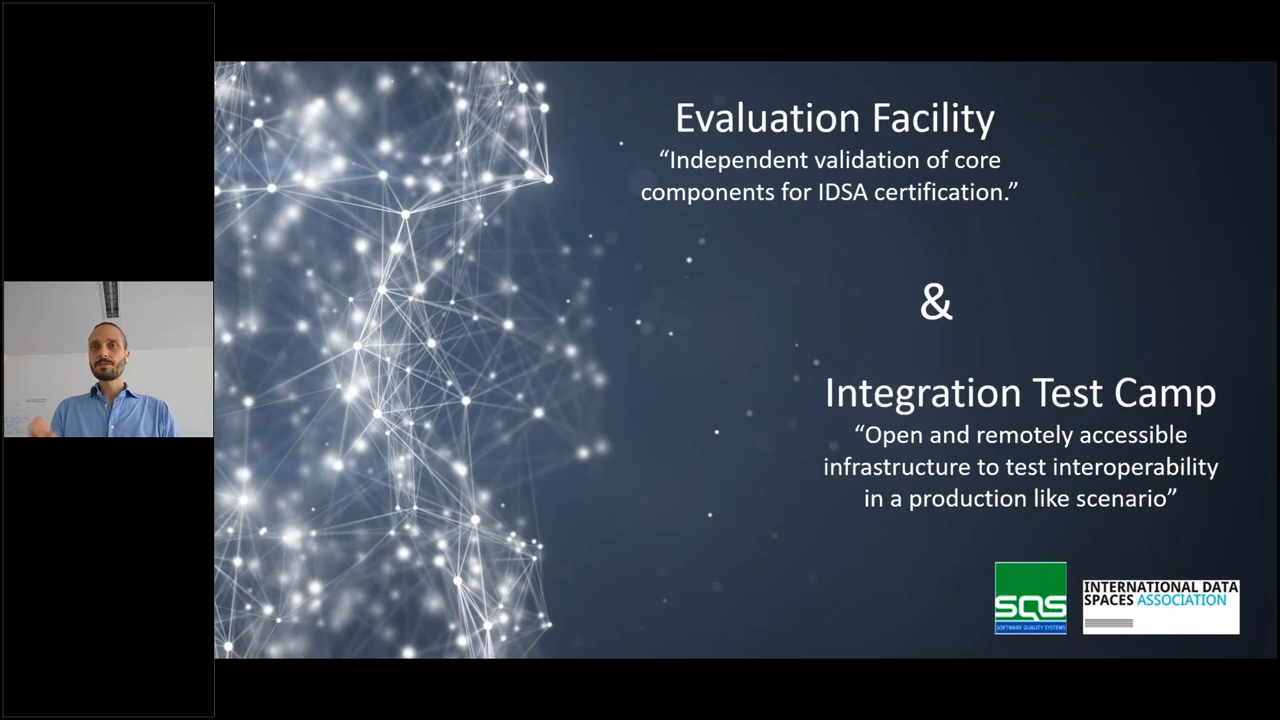 Evaluation Facility
“Independent validation of core
components for IDSA certification.”
&
Integration Test Camp
“Open and remotely accessible
infrastructure to test interoperability
in a production like scenario”
SQS
SOFTWARE QUALITY SYSTEMS
INTERNATIONAL DATA
SPACES ASSOCIATION